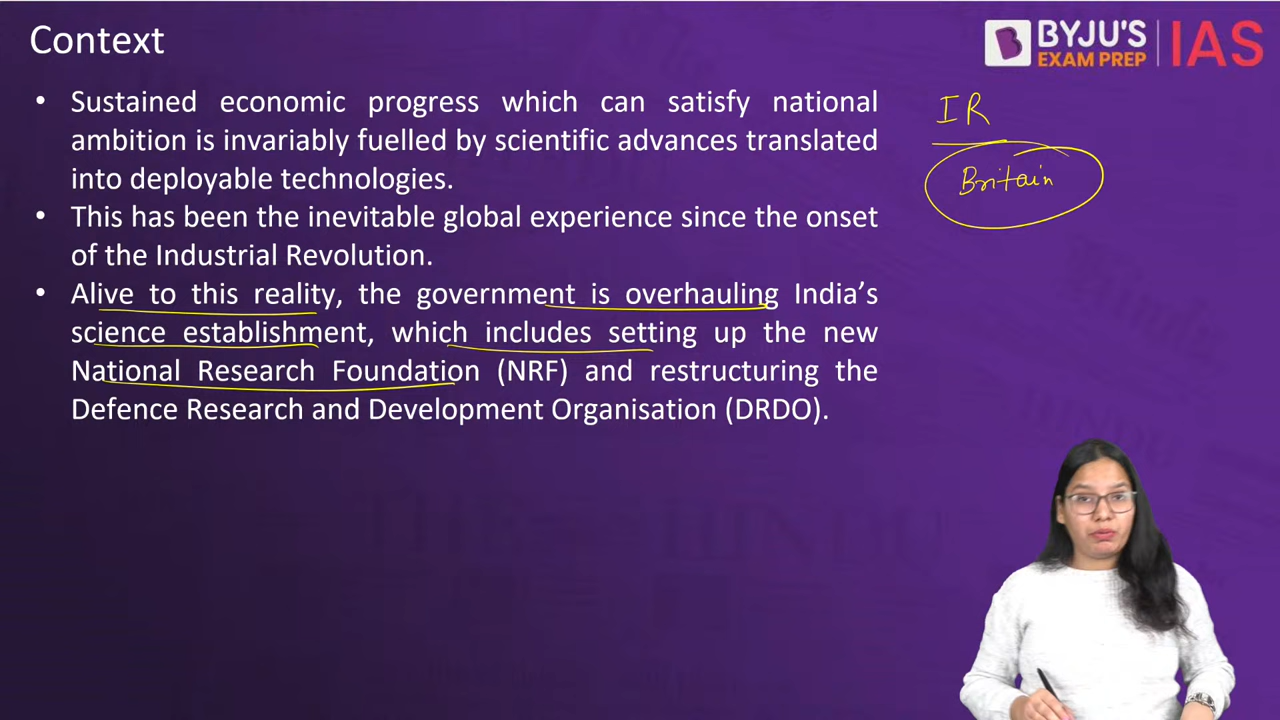 Context
BYJU'S
EXAM PREP
IAS
• Sustained economic progress which can satisfy national
ambition is invariably fuelled by scientific advances translated
into deployable technologies.
• This has been the inevitable global experience since the onset
of the Industrial Revolution.
• Alive to this reality, the government is overhauling India's
science establishment, which includes setting up the new
National Research Foundation (NRF) and restructuring the
Defence Research and Development Organisation (DRDO).
IR
Britain